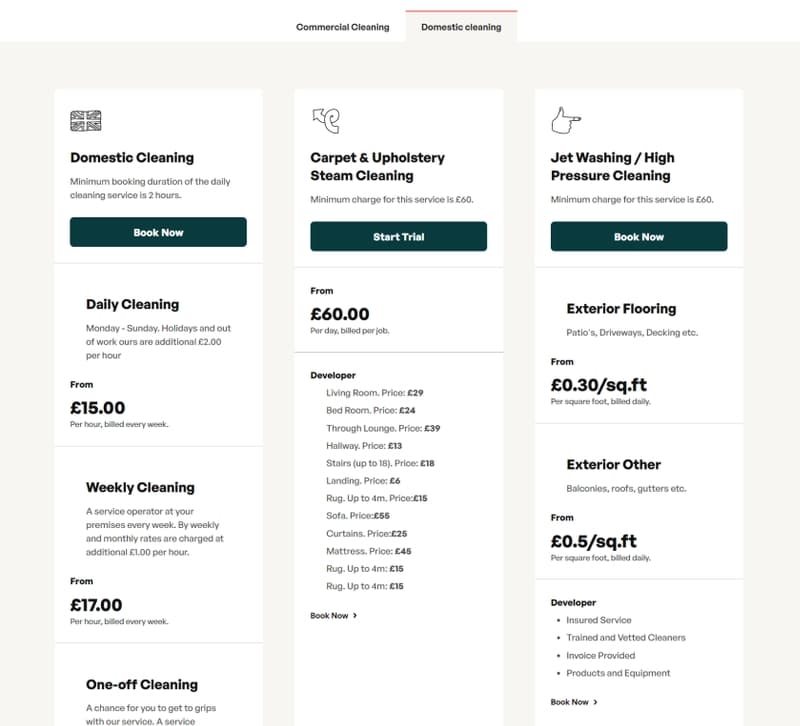 Commercial Cleaning
Domestic cleaning
Domestic Cleaning
Minimum booking duration of the daily
cleaning service is 2 hours.
Book Now
Daily Cleaning
Monday - Sunday. Holidays and out
of work ours are additional £2.00
per hour
From
£15.00
Per hour, billed every week.
Weekly Cleaning
A service operator at your
premises every week. By weekly
and monthly rates are charged at
additional £1.00 per hour.
From
£17.00
Per hour, billed every week.
One-off Cleaning
A chance for you to get to grips
with our service. A service
Carpet & Upholstery
Steam Cleaning
Minimum charge for this service is £60.
Start Trial
From
£60.00
Per day, billed per job.
Developer
Living Room. Price: £29
Bed Room. Price: £24
Through Lounge. Price: £39
Hallway. Price: £13
Stairs (up to 18). Price: £18
Landing. Price: £6
Rug. Up to 4m. Price:£15
Sofa. Price:£55
Curtains. Price:£25
Mattress. Price: £45
Rug. Up to 4m: £15
Rug. Up to 4m: £15
Book Now
Jet Washing / High
Pressure Cleaning
Minimum charge for this service is £60.
Book Now
Exterior Flooring
Patio's, Driveways, Decking etc.
From
£0.30/sq.ft
Per square foot, billed daily.
Exterior Other
Balconies, roofs, gutters etc.
From
£0.5/sq.ft
Per square foot, billed daily.
Developer
• Insured Service
• Trained and Vetted Cleaners
• Invoice Provided
• Products and Equipment
Book Now